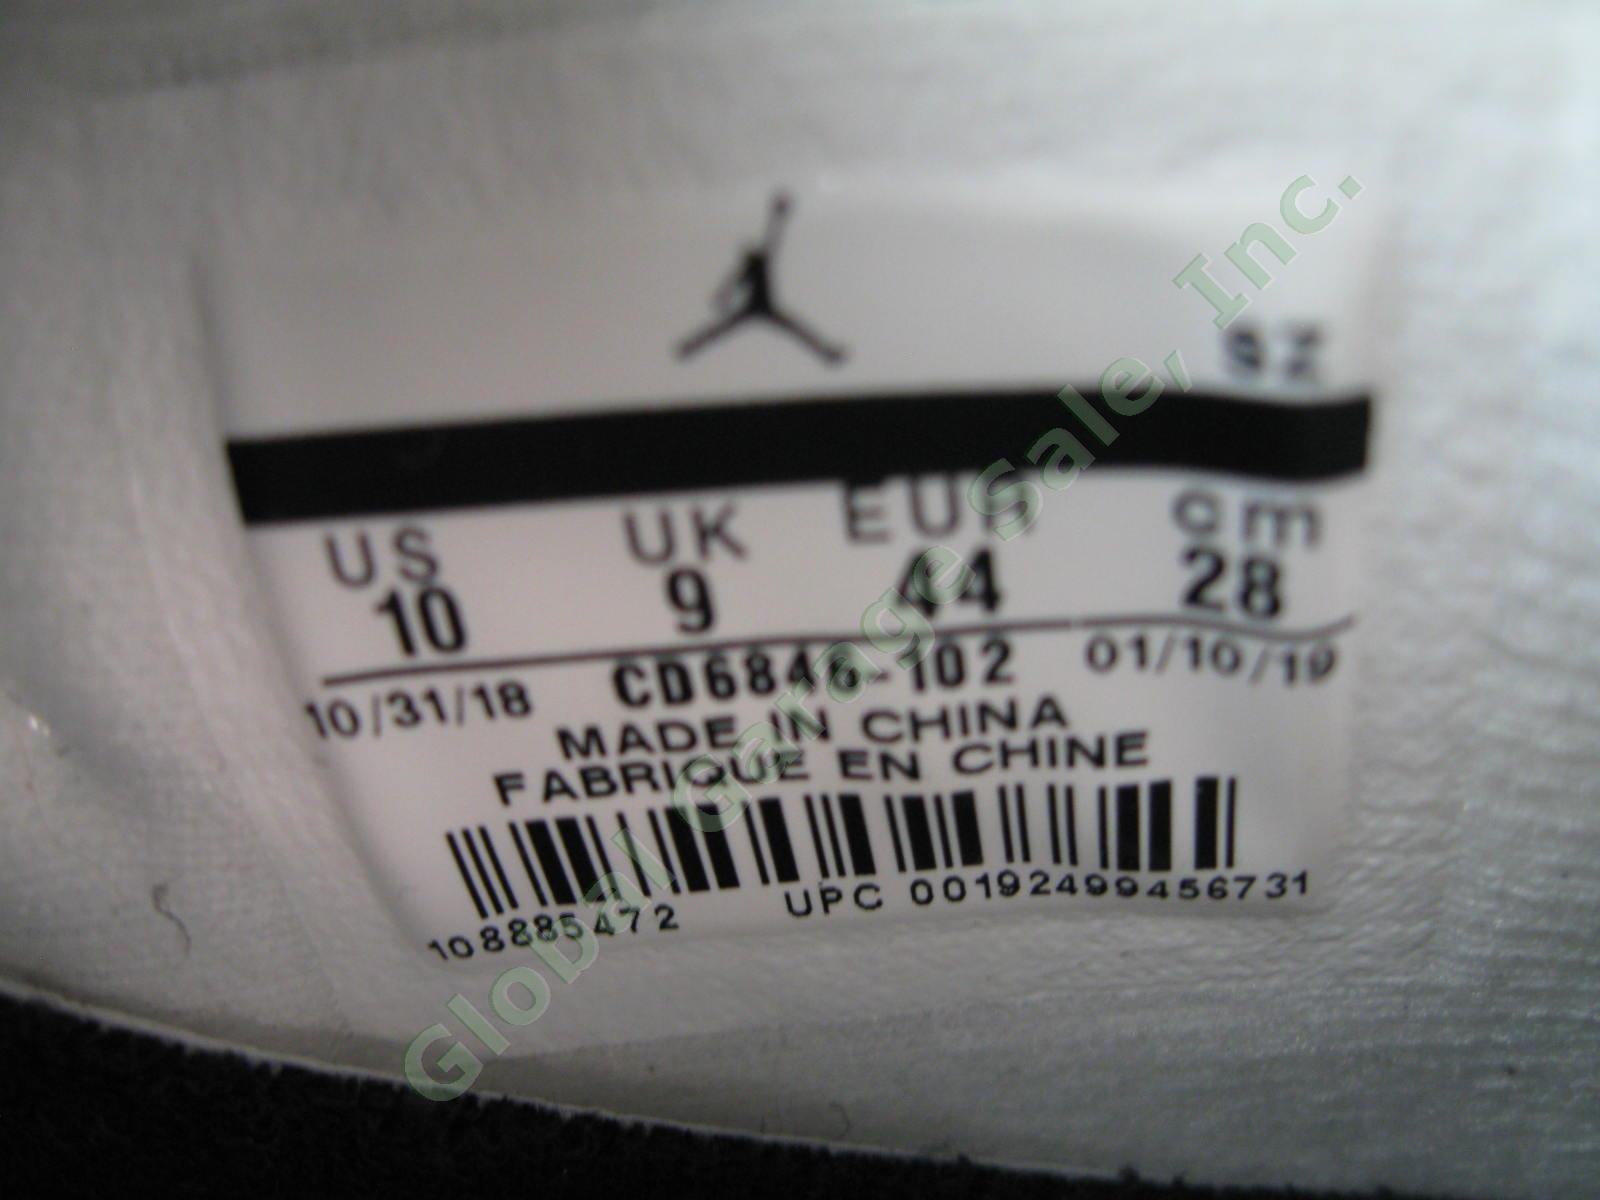 SZ
US UK EUR cm
10 9 44 28
10/31/18 CD6846-102 01/10/19
MADE IN CHINA
FABRIQUE EN CHINE
108885472 UPC 00192499456731
Global Garage Sale, Inc.